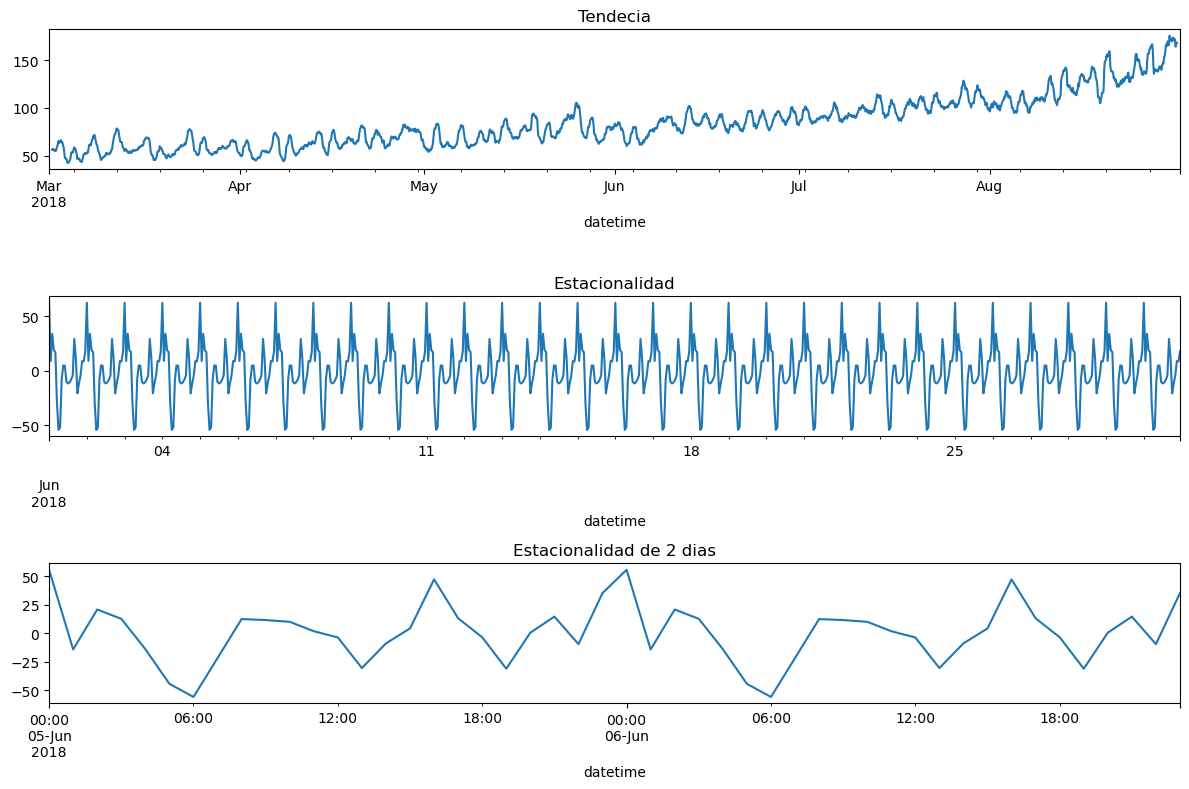 Tendecia
150
100
50
Mar Apr May Jun Jul Aug
2018
datetime
Estacionalidad
50
0
−50
04 11 18 25
Jun
2018
datetime
Estacionalidad de 2 dias
50
25
0
−25
−50
00:00 06:00 12:00 18:00 00:00 06:00 12:00 18:00
05-Jun 06-Jun
2018
datetime